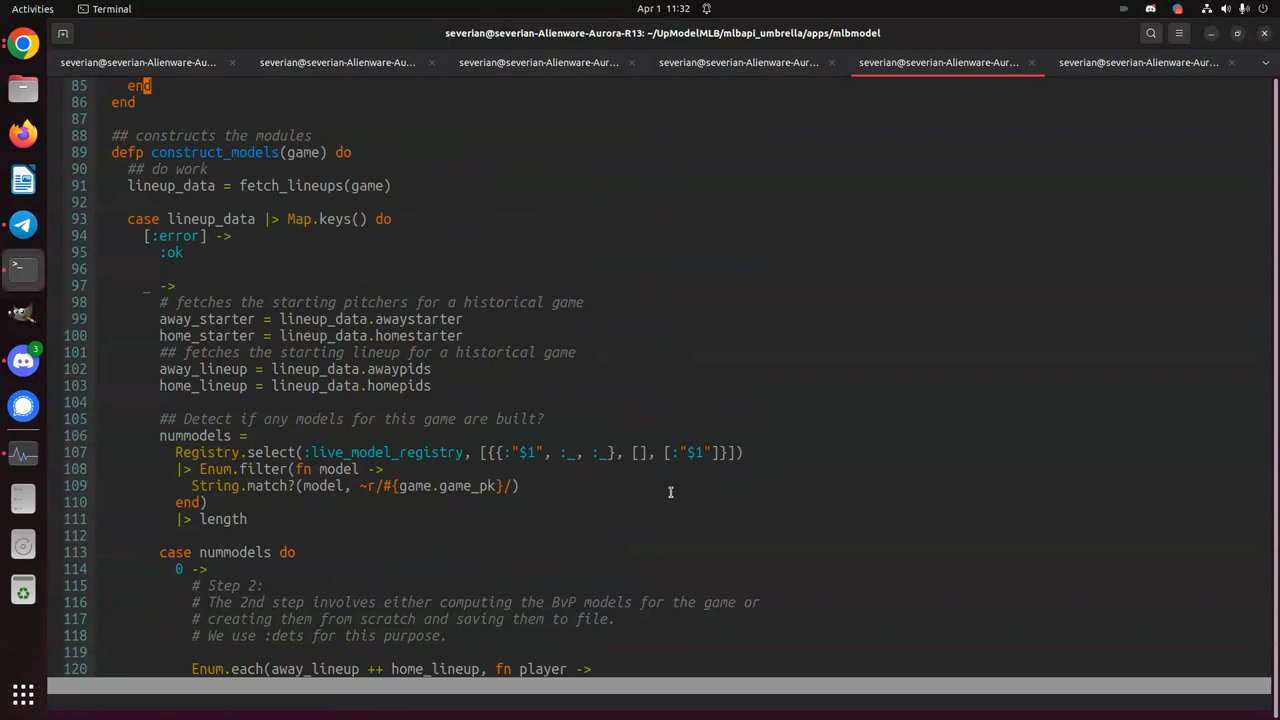 Activities
Terminal
Apr 1 11:32
severian@severian-Alienware-Aurora-R13: ~/UpModelMLB/mlbapi_umbrella/apps/mlbmodel
severian@severian-Alienware-Au... ×
severian@severian-Alienware-Aur... ×
severian@severian-Alienware-Aur... ×
severian@severian-Alienware-Aur... ×
severian@severian-Alienware-Aur... ×
severian@severian-Alienware-Aur... ×
85 end
86 end
87
88 ## constructs the modules
89 defp construct_models(game) do
90 ## do work
91 lineup_data = fetch_lineups(game)
92
93 case lineup_data |> Map.keys() do
94 [:error] ->
95 :ok
96
97 _ ->
98 # fetches the starting pitchers for a historical game
99 away_starter = lineup_data.awaystarter
100 home_starter = lineup_data.homestarter
101 ## fetches the starting lineup for a historical game
102 away_lineup = lineup_data.awaypids
103 home_lineup = lineup_data.homepids
104
105 ## Detect if any models for this game are built?
106 nummodels =
107 Registry.select(:live_model_registry, [{{:"$1", :_, :_}, [], [:"$1"]}])
108 |> Enum.filter(fn model ->
109 String.match?(model, ~r/#{game.game_pk}/)
110 end)
111 |> length
112
113 case nummodels do
114 0 ->
115 # Step 2:
116 # The 2nd step involves either computing the BvP models for the game or
117 # creating them from scratch and saving them to file.
118 # We use :dets for this purpose.
119
120 Enum.each(away_lineup ++ home_lineup, fn player ->
3